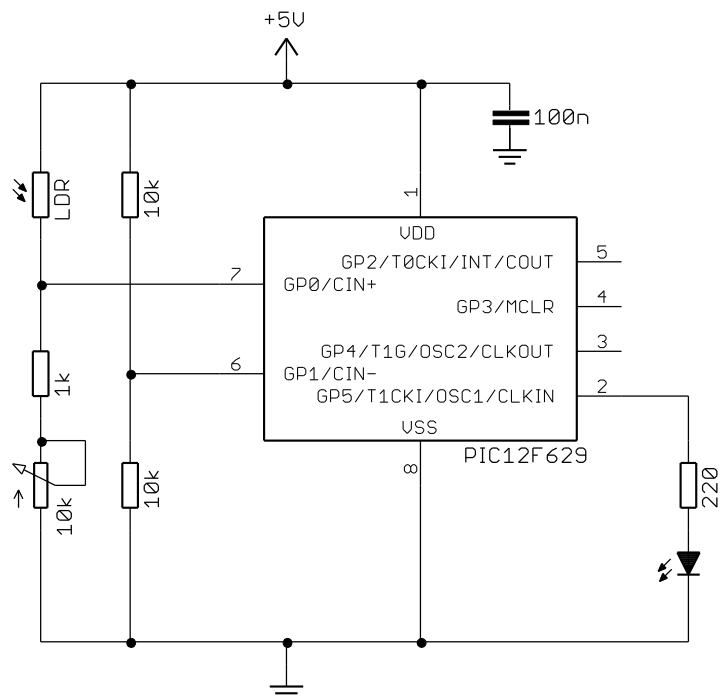 +5V
100n
LDR
10k
1
VDD
GP2/T0CKI/INT/COUT
5
7
GP0/CIN+
GP3/MCLR
4
GP4/T1G/OSC2/CLKOUT
3
6
GP1/CIN-
GP5/T1CKI/OSC1/CLKIN
2
1k
VSS
PIC12F629
8
10k
10k
220